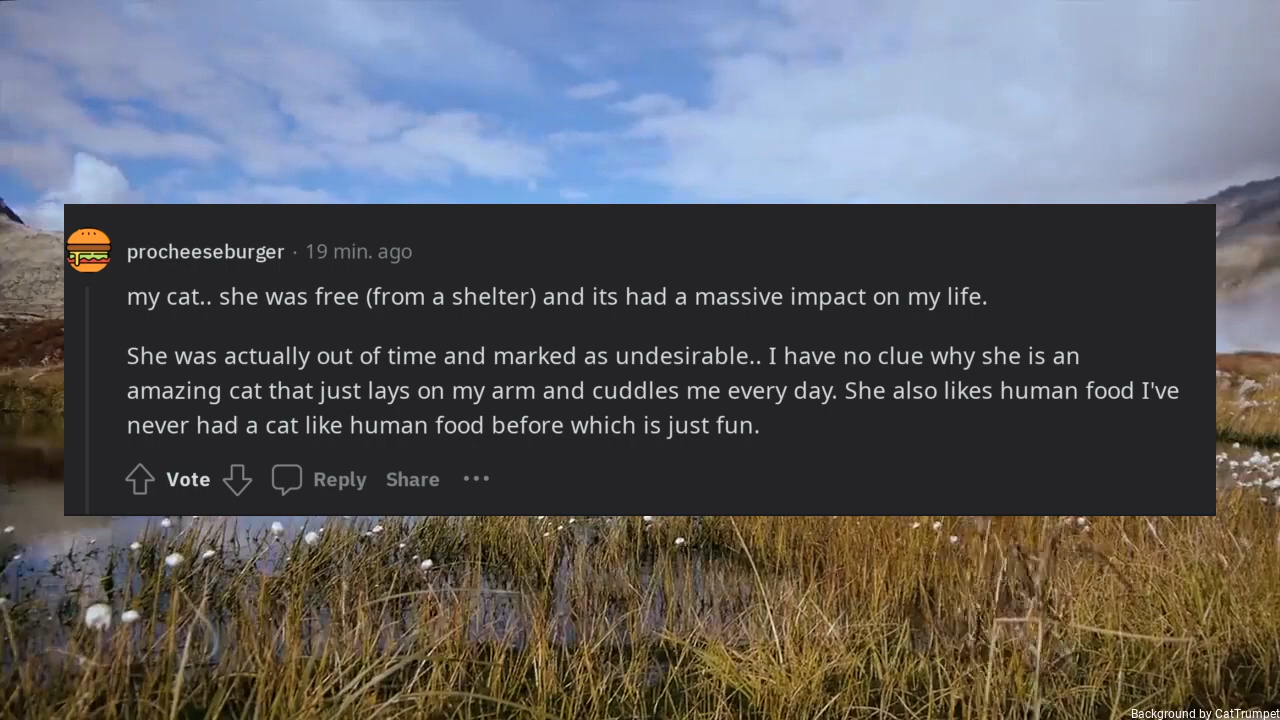 procheeseburger · 19 min. ago
my cat.. she was free (from a shelter) and its had a massive impact on my life.
She was actually out of time and marked as undesirable.. I have no clue why she is an
amazing cat that just lays on my arm and cuddles me every day. She also likes human food I've
never had a cat like human food before which is just fun.
Vote Reply Share •••
Background by CatTrumpet